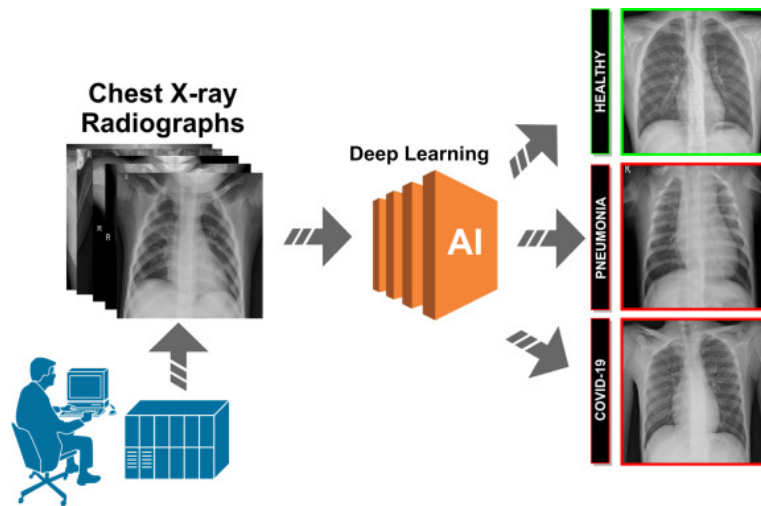 Chest X-ray
Radiographs
R
R
R
R
Deep Learning
AI
HEALTHY
R
PNEUMONIA
COVID-19